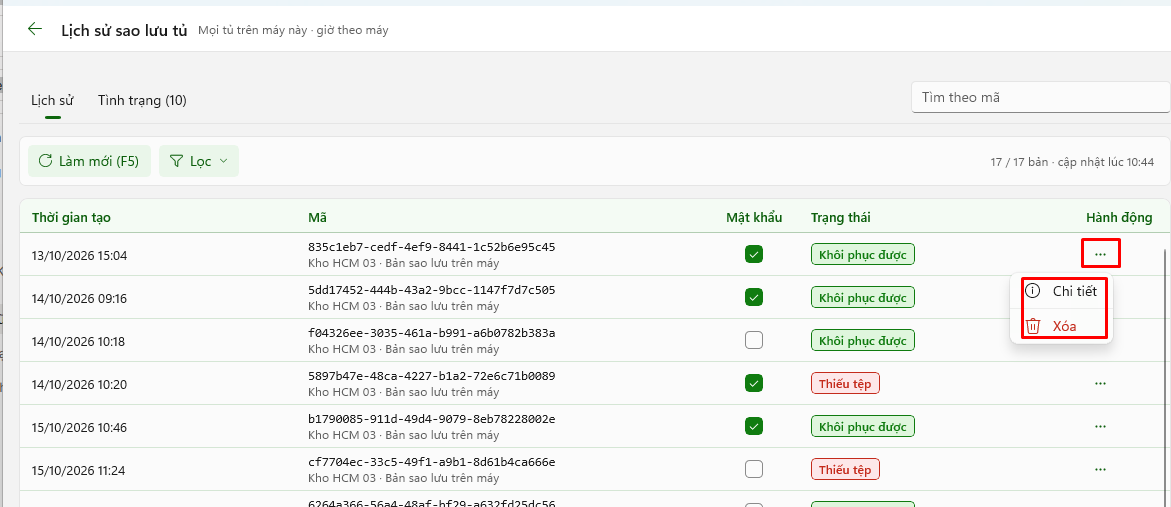 Lịch sử sao lưu tủ Mọi tủ trên máy này · giờ theo máy
Lịch sử Tình trạng (10) Tìm theo mã
Làm mới (F5) Lọc 17 / 17 bản · cập nhật lúc 10:44
Thời gian tạo Mã Mật khẩu Trạng thái Hành động
13/10/2026 15:04 835c1eb7-cedf-4ef9-8441-1c52b6e95c45 Khôi phục được ...
Kho HCM 03 · Bản sao lưu trên máy
14/10/2026 09:16 5dd17452-444b-43a2-9bcc-1147f7d7c505 Khôi phục được Chi tiết
Kho HCM 03 · Bản sao lưu trên máy
Xóa
14/10/2026 10:18 f04326ee-3035-461a-b991-a6b0782b383a Khôi phục được
Kho HCM 03 · Bản sao lưu trên máy
14/10/2026 10:20 5897b47e-48ca-4227-b1a2-72e6c71b0089 Thiếu tệp ...
Kho HCM 03 · Bản sao lưu trên máy
15/10/2026 10:46 b1790085-911d-49d4-9079-8eb78228002e Khôi phục được ...
Kho HCM 03 · Bản sao lưu trên máy
15/10/2026 11:24 cf7704ec-33c5-49f1-a9b1-8d61b4ca666e Thiếu tệp ...
Kho HCM 03 · Bản sao lưu trên máy